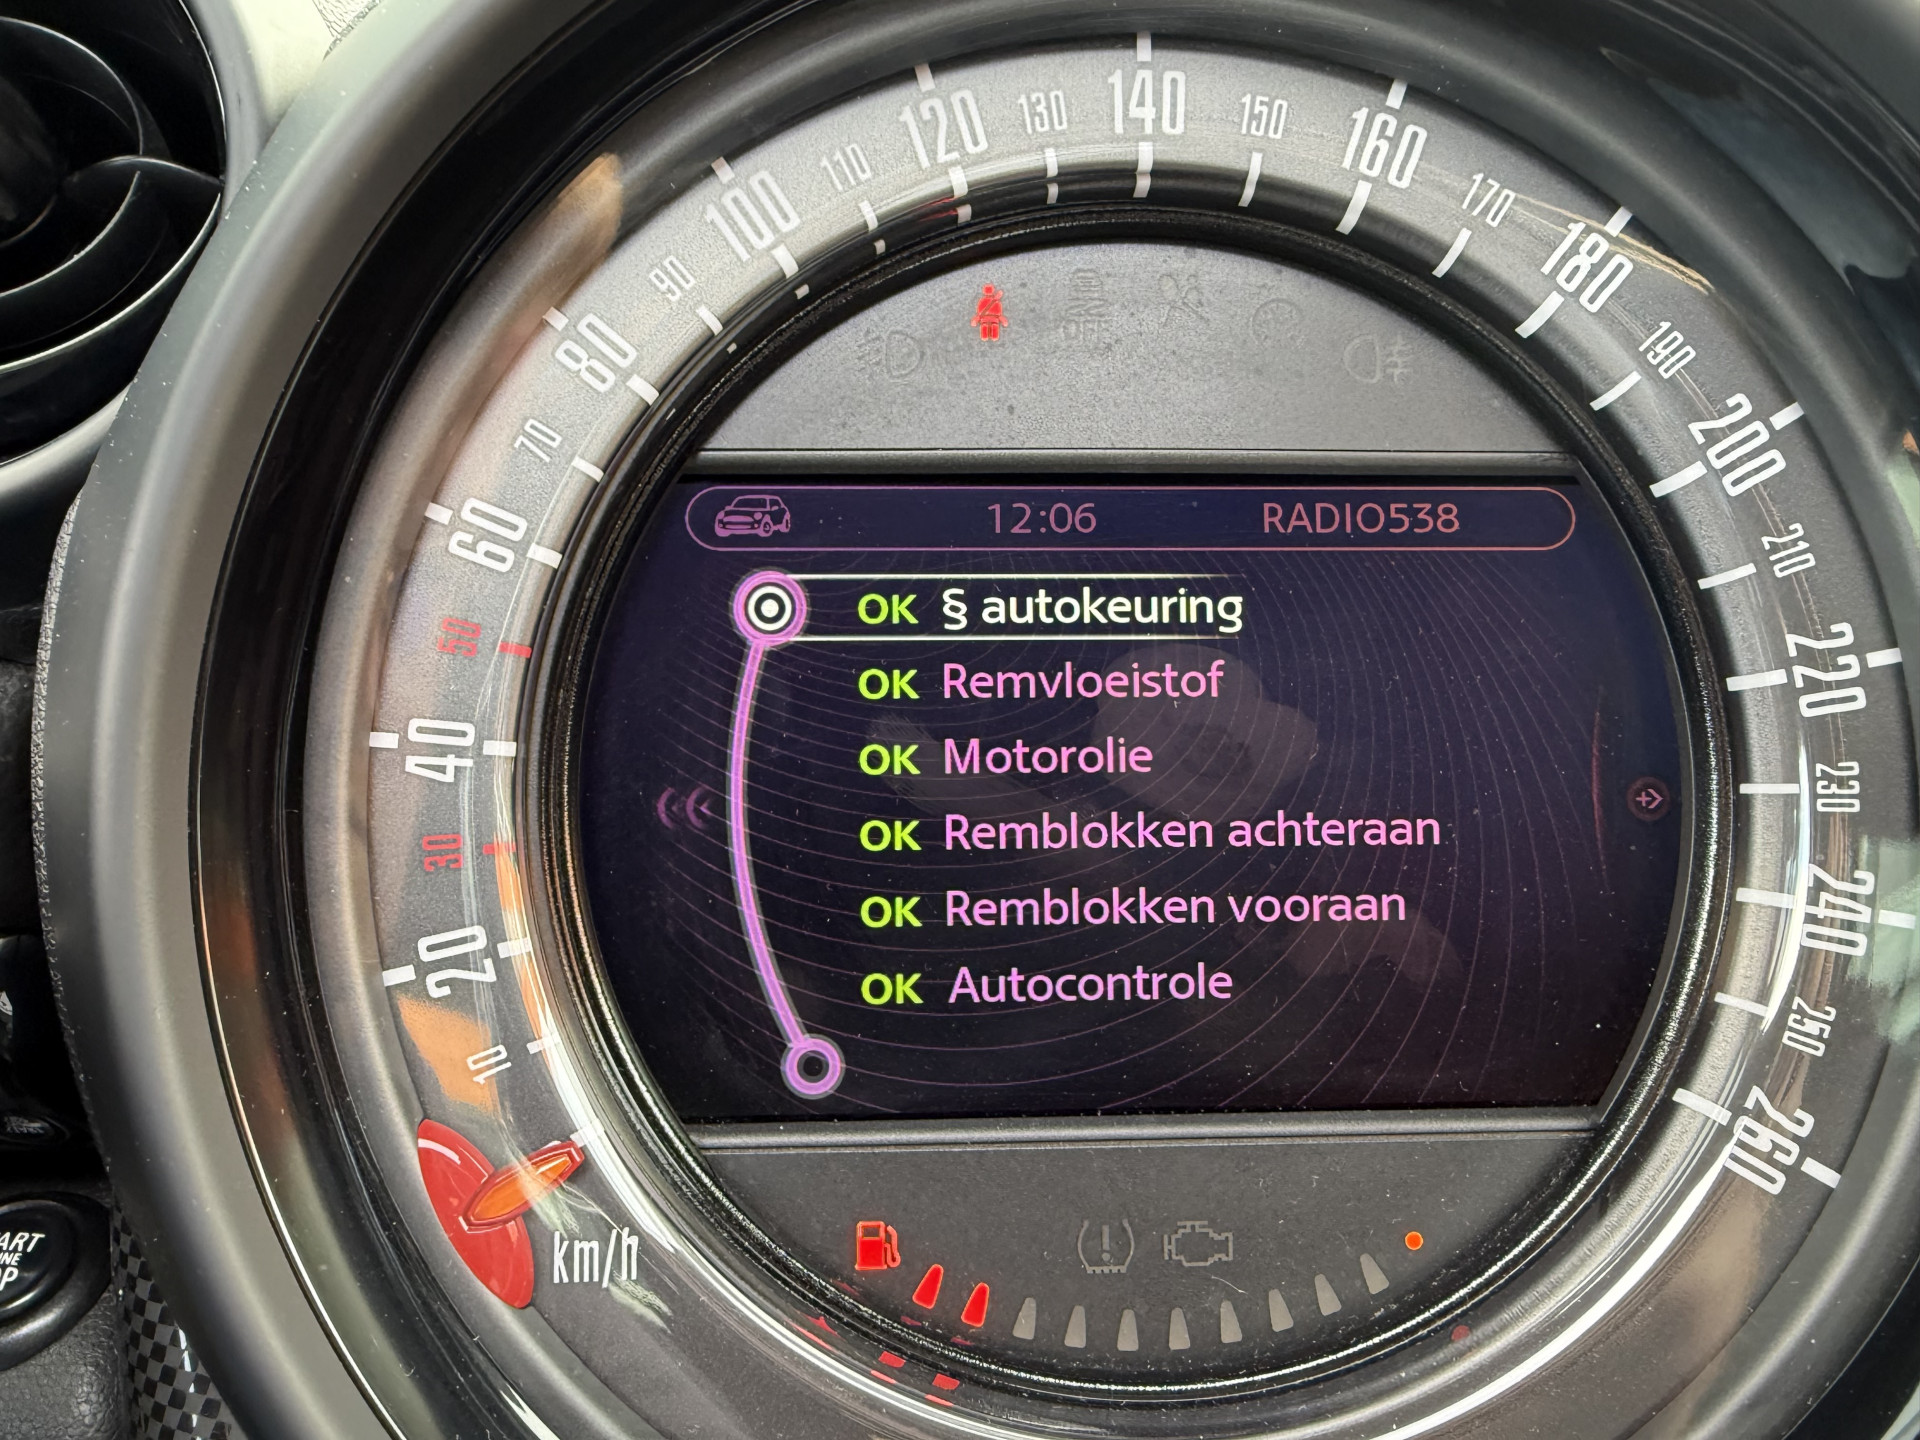 10
20
30
40
50
60
70
80
90
100
110
120
130
140
150
160
170
180
190
200
210
220
230
240
250
260
km/h
OFF
12:06 RADIO538
OK § autokeuring
OK Remvloeistof
OK Motorolie
OK Remblokken achteraan
OK Remblokken vooraan
OK Autocontrole